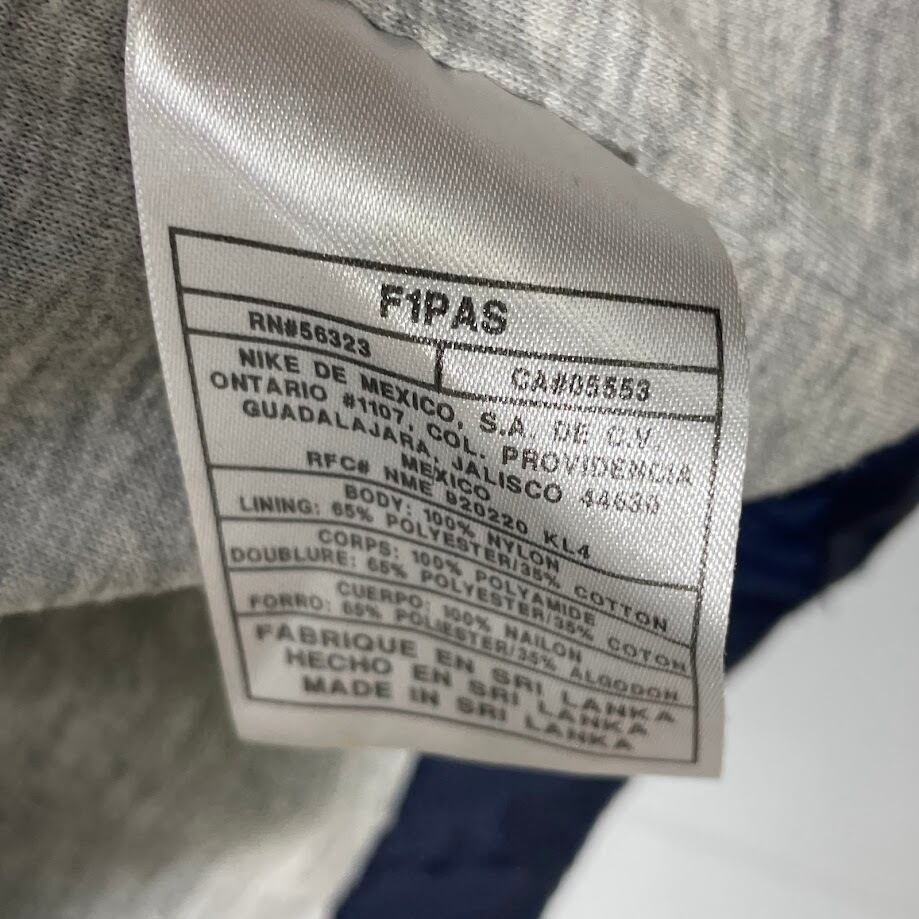 F1PAS
RN#56323
CA#05553
NIKE DE MEXICO, S.A. DE C.V
ONTARIO #1107, COL. PROVIDENCIA
GUADALAJARA, JALISCO 44630
MEXICO
RFC# NME 920220 KL4
BODY: 100% NYLON
LINING: 65% POLYESTER/35% COTTON
CORPS: 100% POLYAMIDE
DOUBLURE: 65% POLYESTER/35% COTON
CUERPO: 100% NAILON
FORRO: 65% POLIESTER/35% ALGODON
FABRIQUE EN SRI LANKA
HECHO EN SRI LANKA
MADE IN SRI LANKA